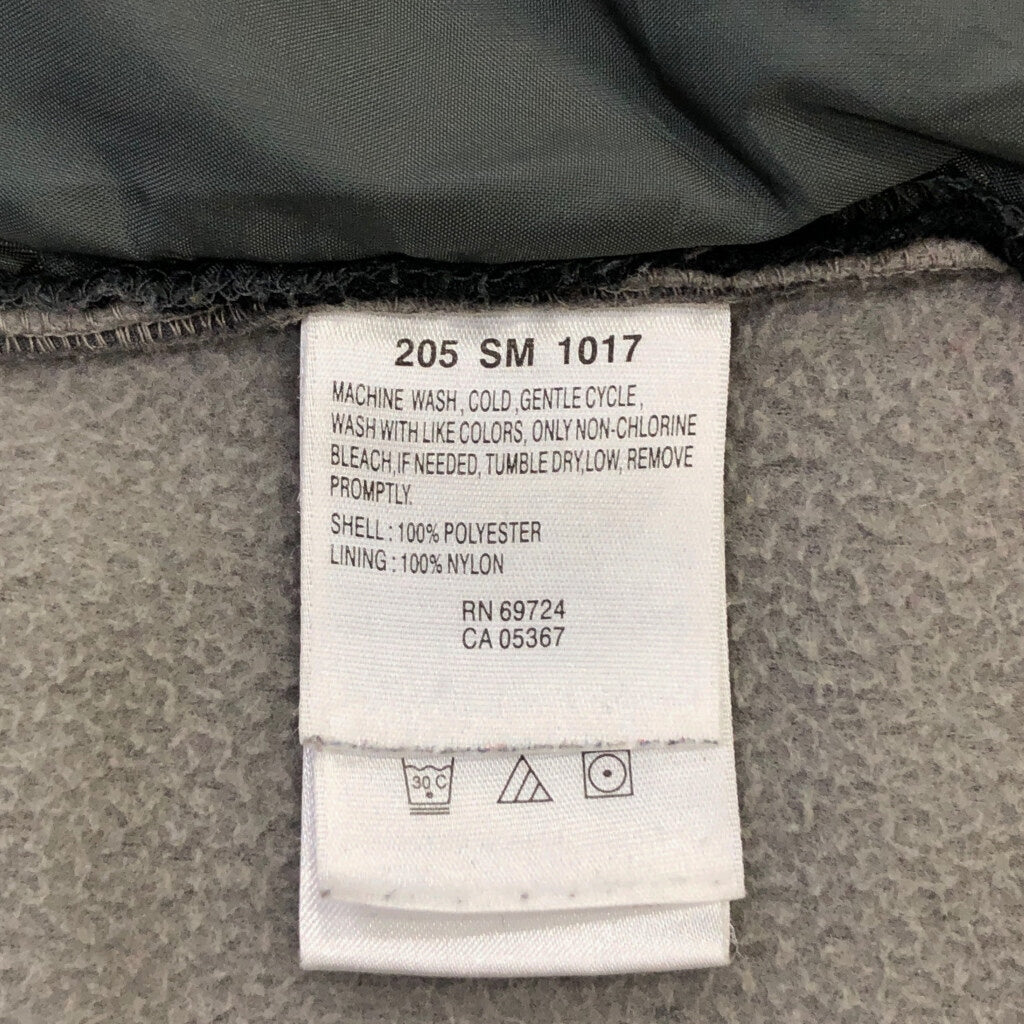 205 SM 1017
MACHINE WASH, COLD, GENTLE CYCLE,
WASH WITH LIKE COLORS, ONLY NON-CHLORINE
BLEACH, IF NEEDED, TUMBLE DRY, LOW, REMOVE
PROMPTLY.
SHELL : 100% POLYESTER
LINING : 100% NYLON
RN 69724
CA 05367
30 C